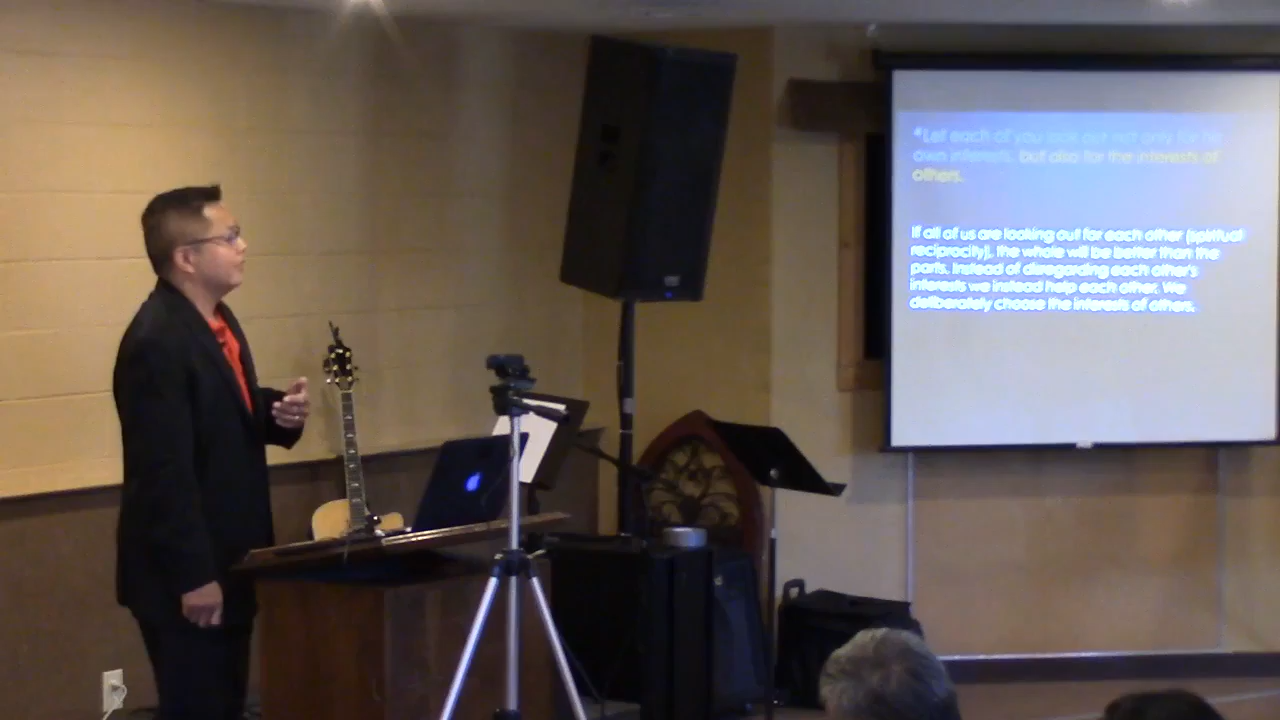 ⁴Let each of you look out not only for his
own interests, but also for the interests of
others.
If all of us are looking out for each other (spiritual
reciprocity), the whole will be better than the
parts. Instead of disregarding each other's
interests we instead help each other. We
deliberately choose the interests of others.